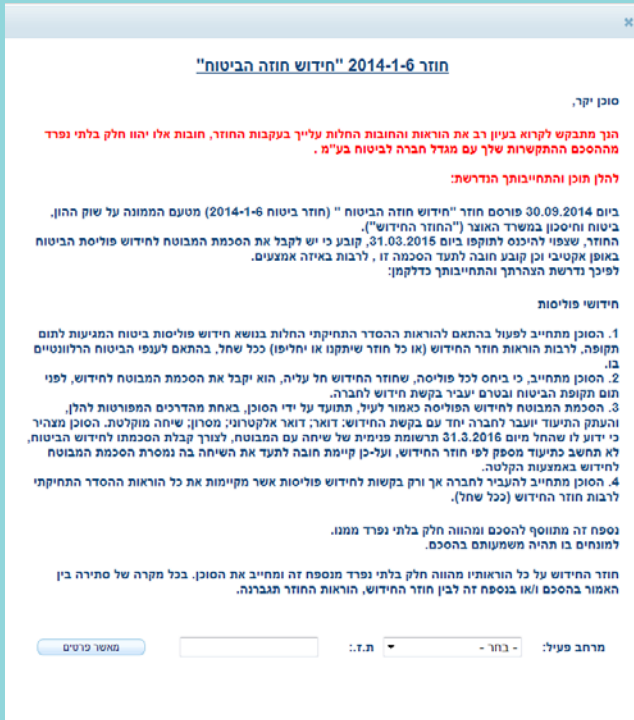 חוזר 2014-1-6 "חידוש חוזה הביטוח"
סוכן יקר,
הנך מתבקש לקרוא בעיון רב את הוראות והחובות החלות עלייך בעקבות החוזר, חובות אלו יהוו חלק בלתי נפרד
מההסכם ההתקשרות שלך עם מגדל חברה לביטוח בע"מ .
להלן תוכן והתחייבותך הנדרשת:
ביום 30.09.2014 פורסם חוזר "חידוש חוזה הביטוח " (חוזר ביטוח 2014-1-6) מטעם הממונה על שוק ההון,
ביטוח וחיסכון במשרד האוצר ("החוזר החידוש").
החוזר, שצפוי להיכנס לתוקפו ביום 31.03.2015, קובע כי יש לקבל את הסכמת המבוטח לחידוש פוליסת הביטוח
באופן אקטיבי וכן קובע חובה לתעד הסכמה זו , לרבות באיזה אמצעים.
לפיכך נדרשת הצהרתך והתחייבותך כדלקמן:
חידושי פוליסות
1. הסוכן מתחייב לפעול בהתאם להוראות ההסדר התחיקתי החלות בנושא חידוש פוליסות ביטוח המגיעות לתום
תקופה, לרבות הוראות חוזר החידוש (או כל חוזר שיתקנו או יחליפו) ככל שחל, בהתאם לענפי הביטוח הרלוונטיים
בו.
2. הסוכן מתחייב, כי ביחס לכל פוליסה, שחוזר החידוש חל עליה, הוא יקבל את הסכמת המבוטח לחידוש, לפני
תום תקופת הביטוח ובטרם יעביר בקשת חידוש לחברה.
3. הסכמת המבוטח לחידוש הפוליסה כאמור לעיל, תתועד על ידי הסוכן, באחת מהדרכים המפורטות להלן,
והעתק התיעוד יועבר לחברה יחד עם בקשת החידוש: דואר; דואר אלקטרוני; מסרון; שיחה מוקלטת. הסוכן מצהיר
כי ידוע לו שהחל מיום 31.3.2016 תרשומת פנימית של שיחה עם המבוטח, לצורך קבלת הסכמתו לחידוש הביטוח,
לא תחשב כתיעוד מספק לפי חוזר החידוש, ועל-כן קיימת חובה לתעד את השיחה בה נמסרת הסכמת המבוטח
לחידוש באמצעות הקלטה.
4. הסוכן מתחייב להעביר לחברה אך ורק בקשות לחידוש פוליסות אשר מקיימות את כל הוראות ההסדר התחיקתי
לרבות חוזר החידוש (ככל שחל).
נספח זה מתווסף להסכם ומהווה חלק בלתי נפרד ממנו.
למונחים בו תהיה משמעותם בהסכם.
חוזר החידוש על כל הוראותיו מהווה חלק בלתי נפרד מנספח זה ומחייב את הסוכן. בכל מקרה של סתירה בין
האמור בהסכם ו/או בנספח זה לבין חוזר החידוש, הוראות החוזר תגברנה.
מרחב פעיל: - בחר - ת.ז.: מאשר פרטים